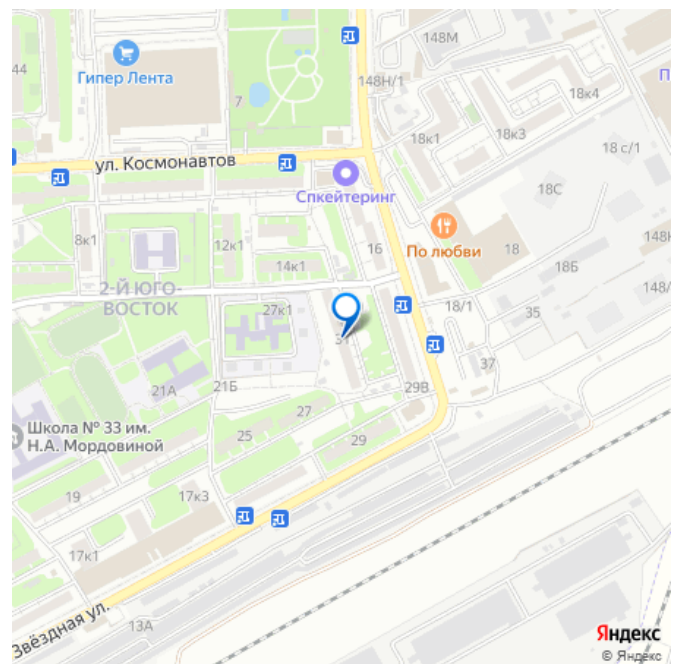 148М
44
Гипер Лента
7
148Н/1
18к4
П
18к1
18к3
18 с/1
ул. Космонавтов
18С
Спкейтеринг
8к1
12к1
16
По любви
18
148Н
14к1
18Б
2-Й ЮГО-
ВОСТОК
27к1
18/1
35
148/
31
37
21А
21Б
29В
27
Школа № 33 им.
Н.А. Мордовиной
25
29
19
17к3
17к1
13А
Звёздная ул.
Яндекс
© Яндекс